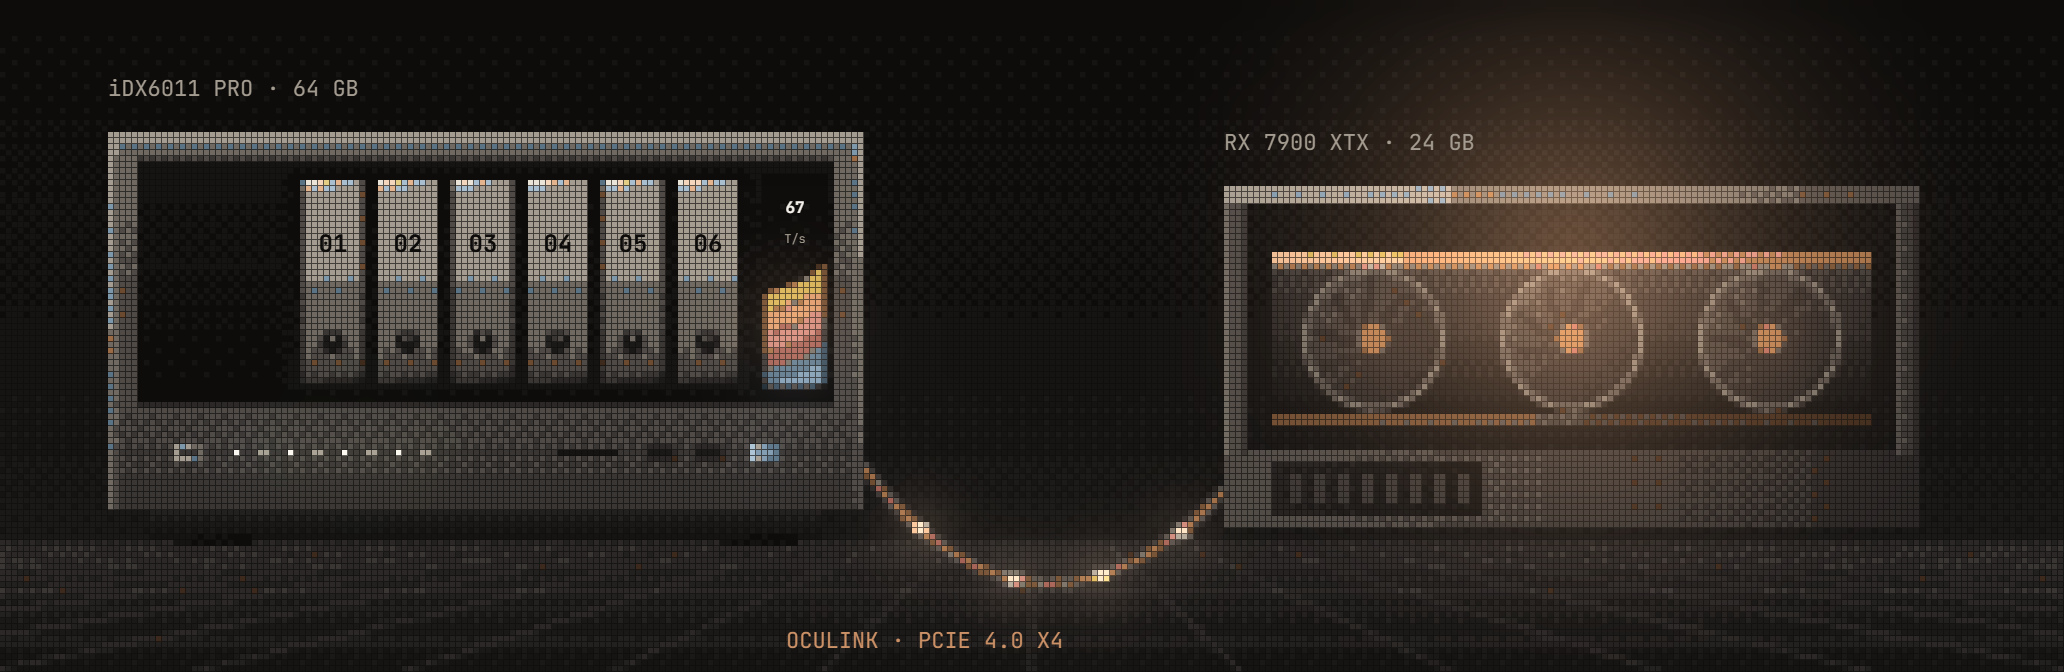 iDX6011 PRO · 64 GB
RX 7900 XTX · 24 GB
01 02 03 04 05 06
67
T/s
OCULINK · PCIE 4.0 X4